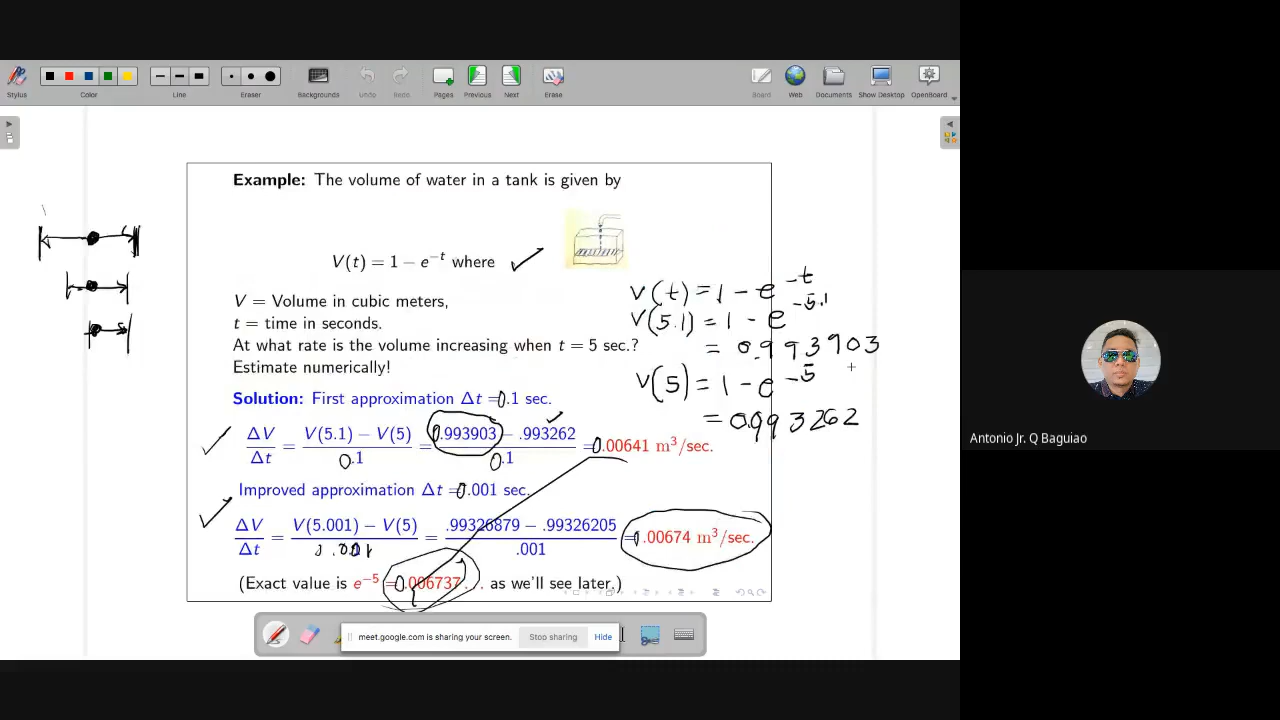 Stylus
Color
Line
Eraser
Backgrounds
Undo
Redo
Pages
Previous
Next
Erase
Board
Web
Documents
Show Desktop
OpenBoard
Example: The volume of water in a tank is given by
V(t) = 1 − e^−t where
V = Volume in cubic meters,
t = time in seconds.
At what rate is the volume increasing when t = 5 sec.?
Estimate numerically!
Solution: First approximation Δt = 0.1 sec.
ΔV/Δt = V(5.1) − V(5)/0.1 = 0.993903 − .993262/0.1 = 0.00641 m³/sec.
Improved approximation Δt = 0.001 sec.
ΔV/Δt = V(5.001) − V(5)/0.001 = .99326879 − .99326205/.001 = 0.00674 m³/sec.
(Exact value is e^−5 = 0.006737... as we'll see later.)
V(t) = 1 − e^−t
V(5.1) = 1 − e^−5.1
= 0.993903
V(5) = 1 − e^−5
= 0.993262
meet.google.com is sharing your screen.
Stop sharing
Hide
Antonio Jr. Q Baguiao